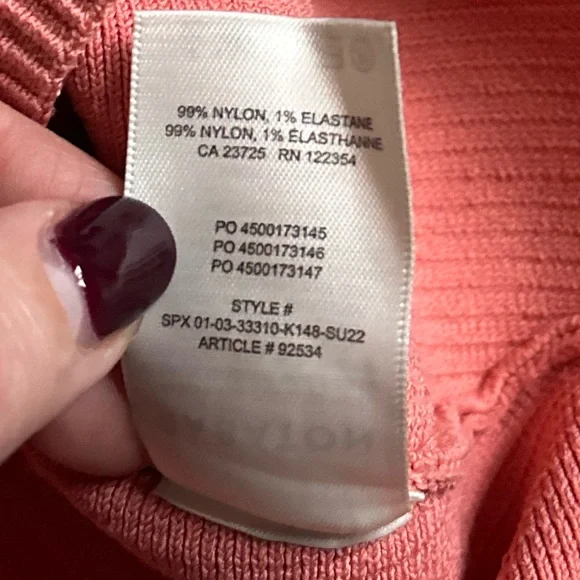 99% NYLON, 1% ELASTANE
99% NYLON, 1% ÉLASTHANNE
CA 23725 RN 122354
PO 4500173145
PO 4500173146
PO 4500173147
STYLE #
SPX 01-03-33310-K148-SU22
ARTICLE # 92534